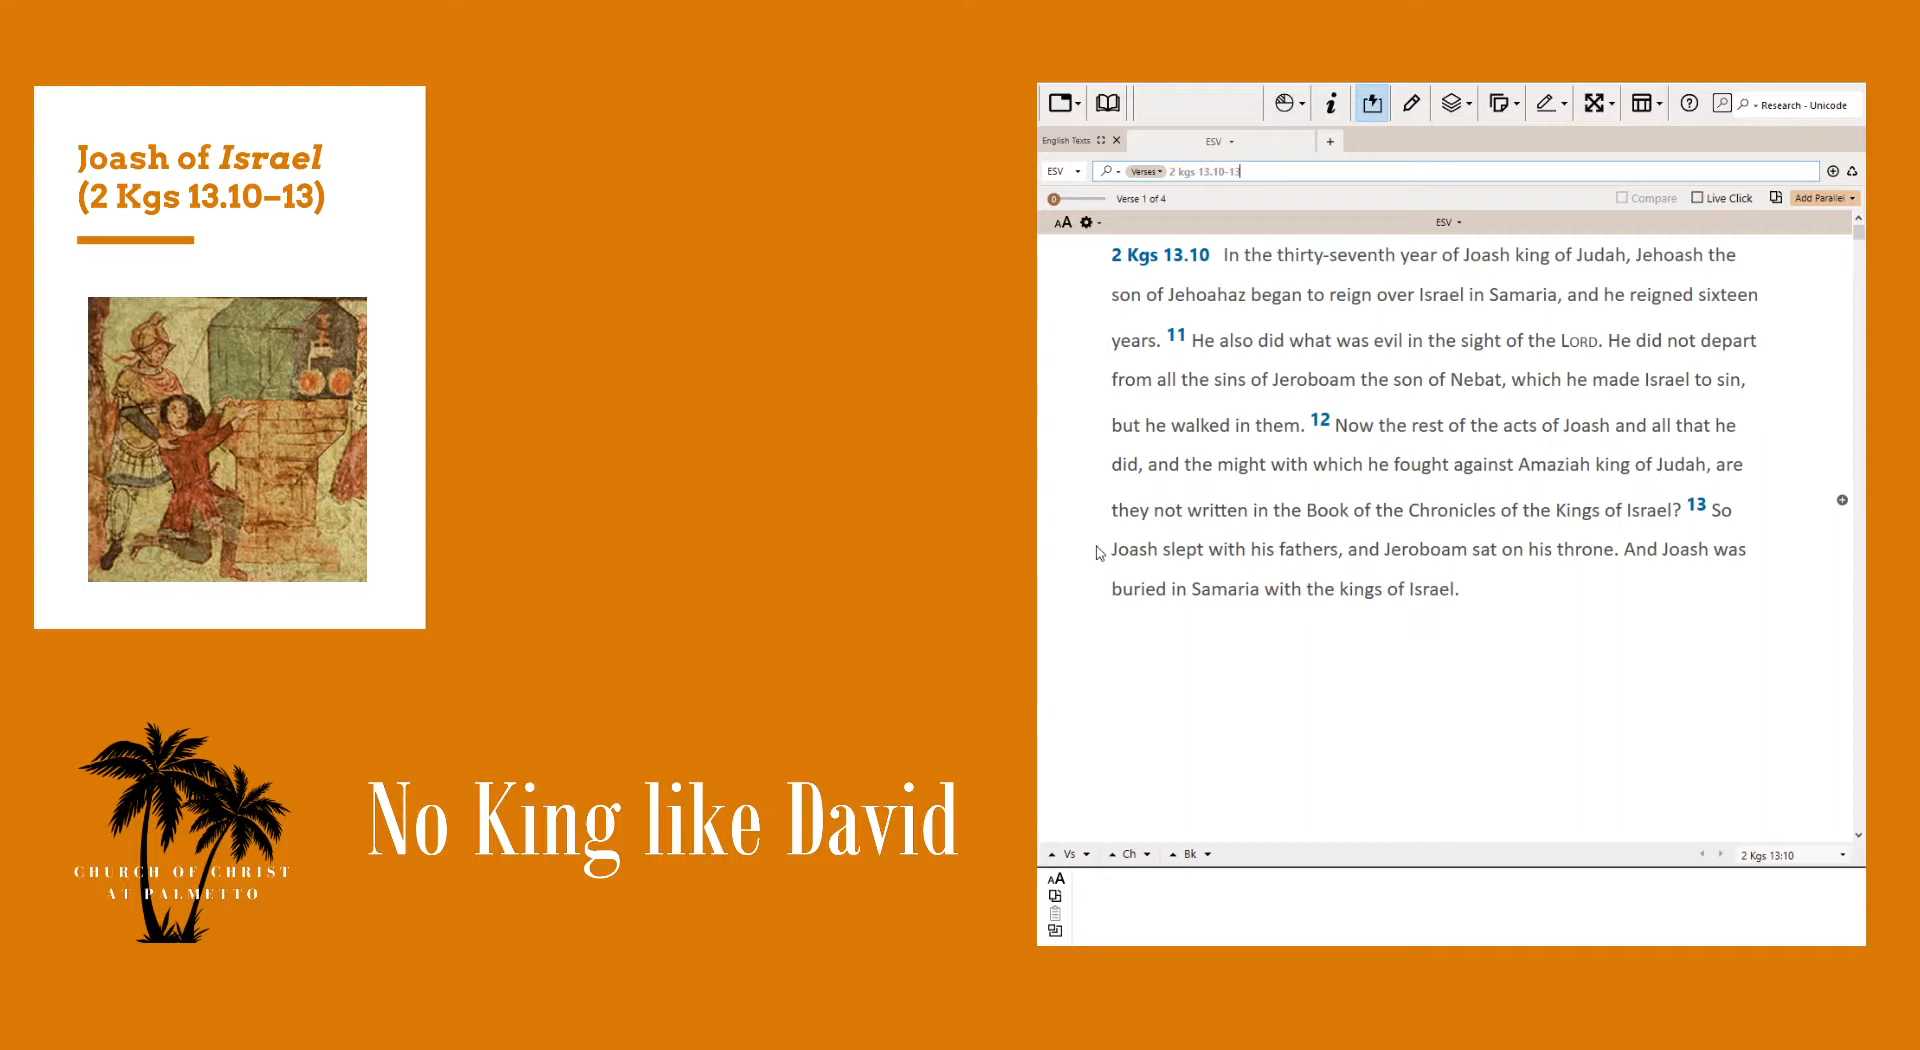 Joash of Israel
(2 Kgs 13.10–13)
CHURCH OF CHRIST
AT PALMETTO
No King like David
Research - Unicode
English Texts
ESV
ESV
Verses
2 kgs 13.10-13
Verse 1 of 4
Compare
Live Click
Add Parallel
AA
ESV
2 Kgs 13.10 In the thirty-seventh year of Joash king of Judah, Jehoash the
son of Jehoahaz began to reign over Israel in Samaria, and he reigned sixteen
years. 11 He also did what was evil in the sight of the LORD. He did not depart
from all the sins of Jeroboam the son of Nebat, which he made Israel to sin,
but he walked in them. 12 Now the rest of the acts of Joash and all that he
did, and the might with which he fought against Amaziah king of Judah, are
they not written in the Book of the Chronicles of the Kings of Israel? 13 So
Joash slept with his fathers, and Jeroboam sat on his throne. And Joash was
buried in Samaria with the kings of Israel.
Vs
Ch
Bk
2 Kgs 13:10
AA